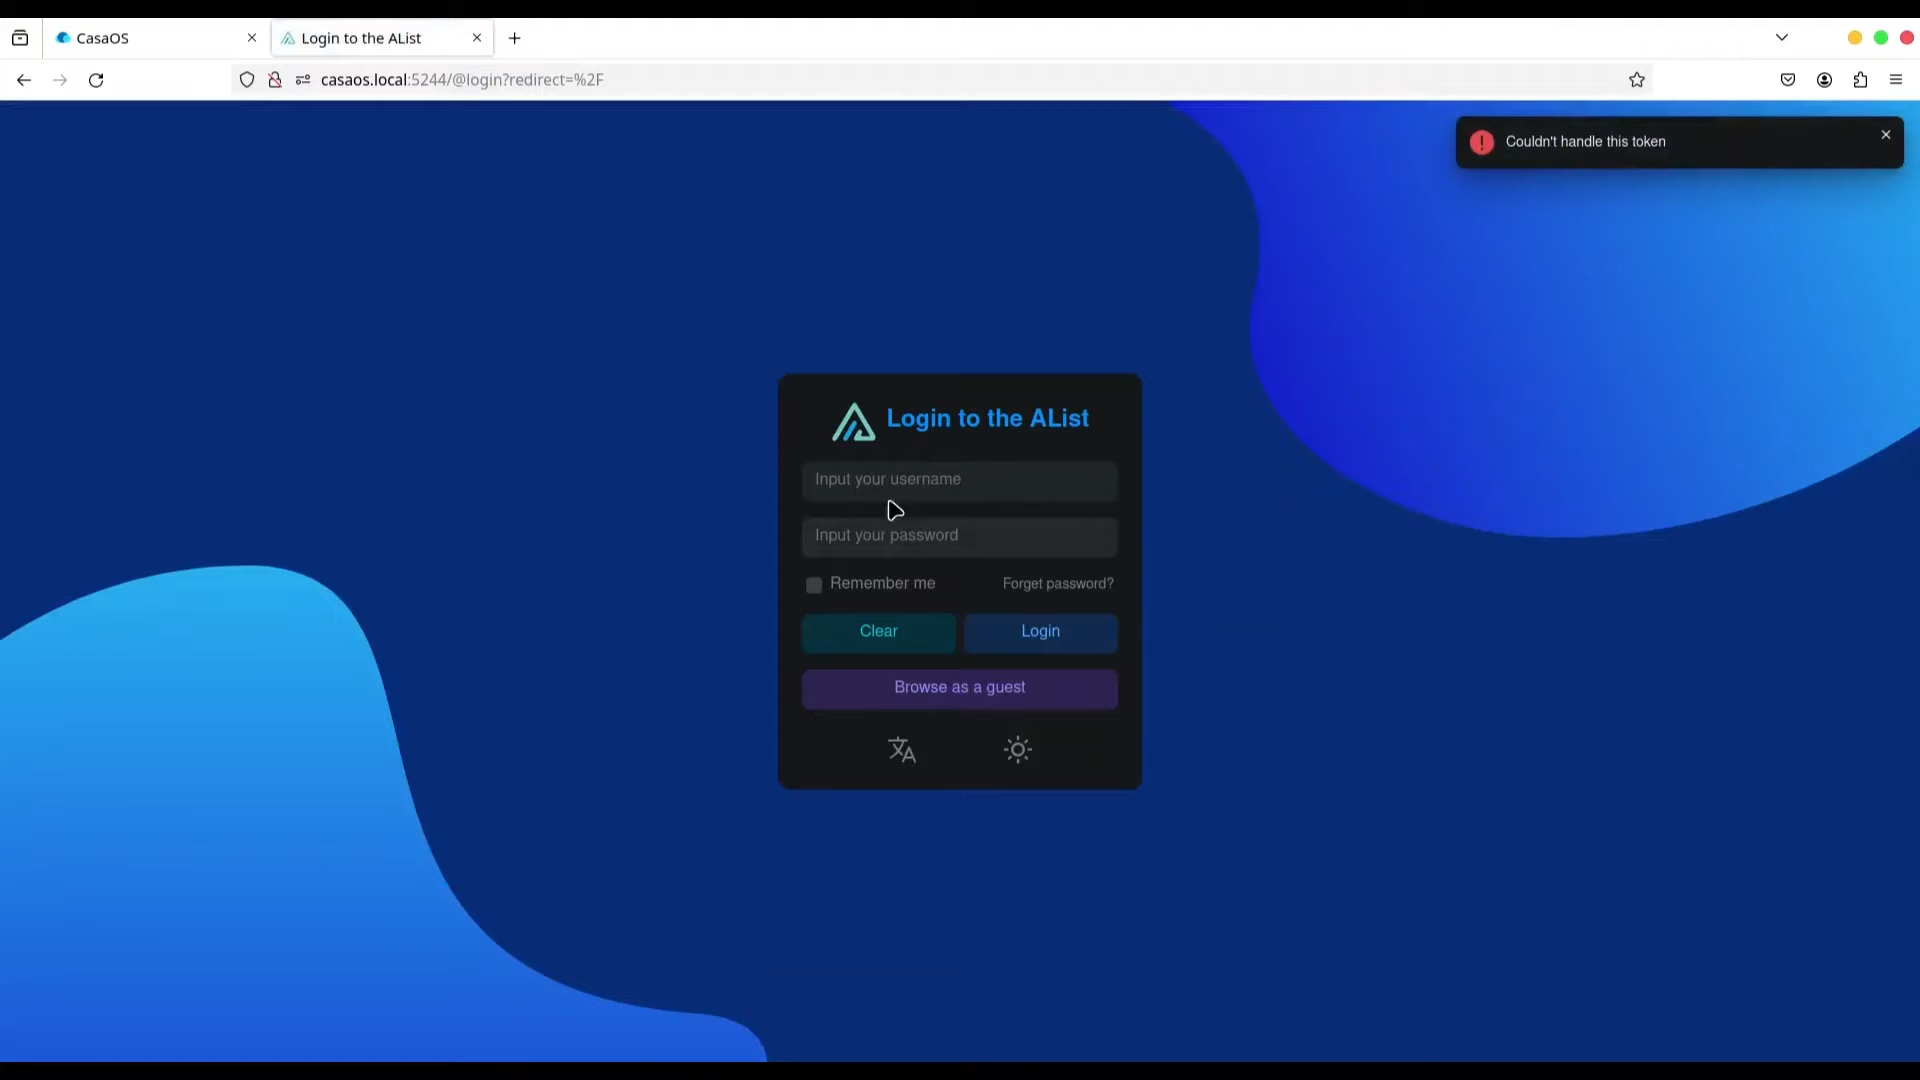 CasaOS
Login to the AList
casaos.local:5244/@login?redirect=%2F
Couldn't handle this token
Login to the AList
Input your username
Input your password
Remember me
Forget password?
Clear
Login
Browse as a guest